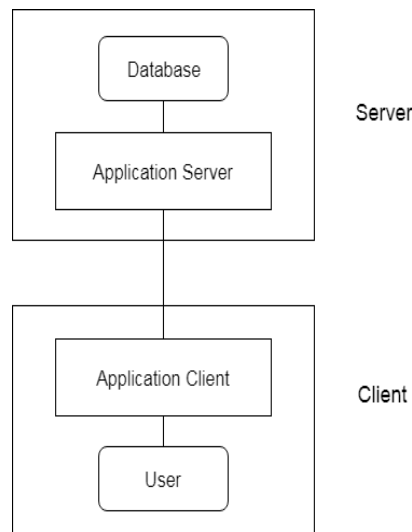 Database
Server
Application Server
Application Client
Client
User